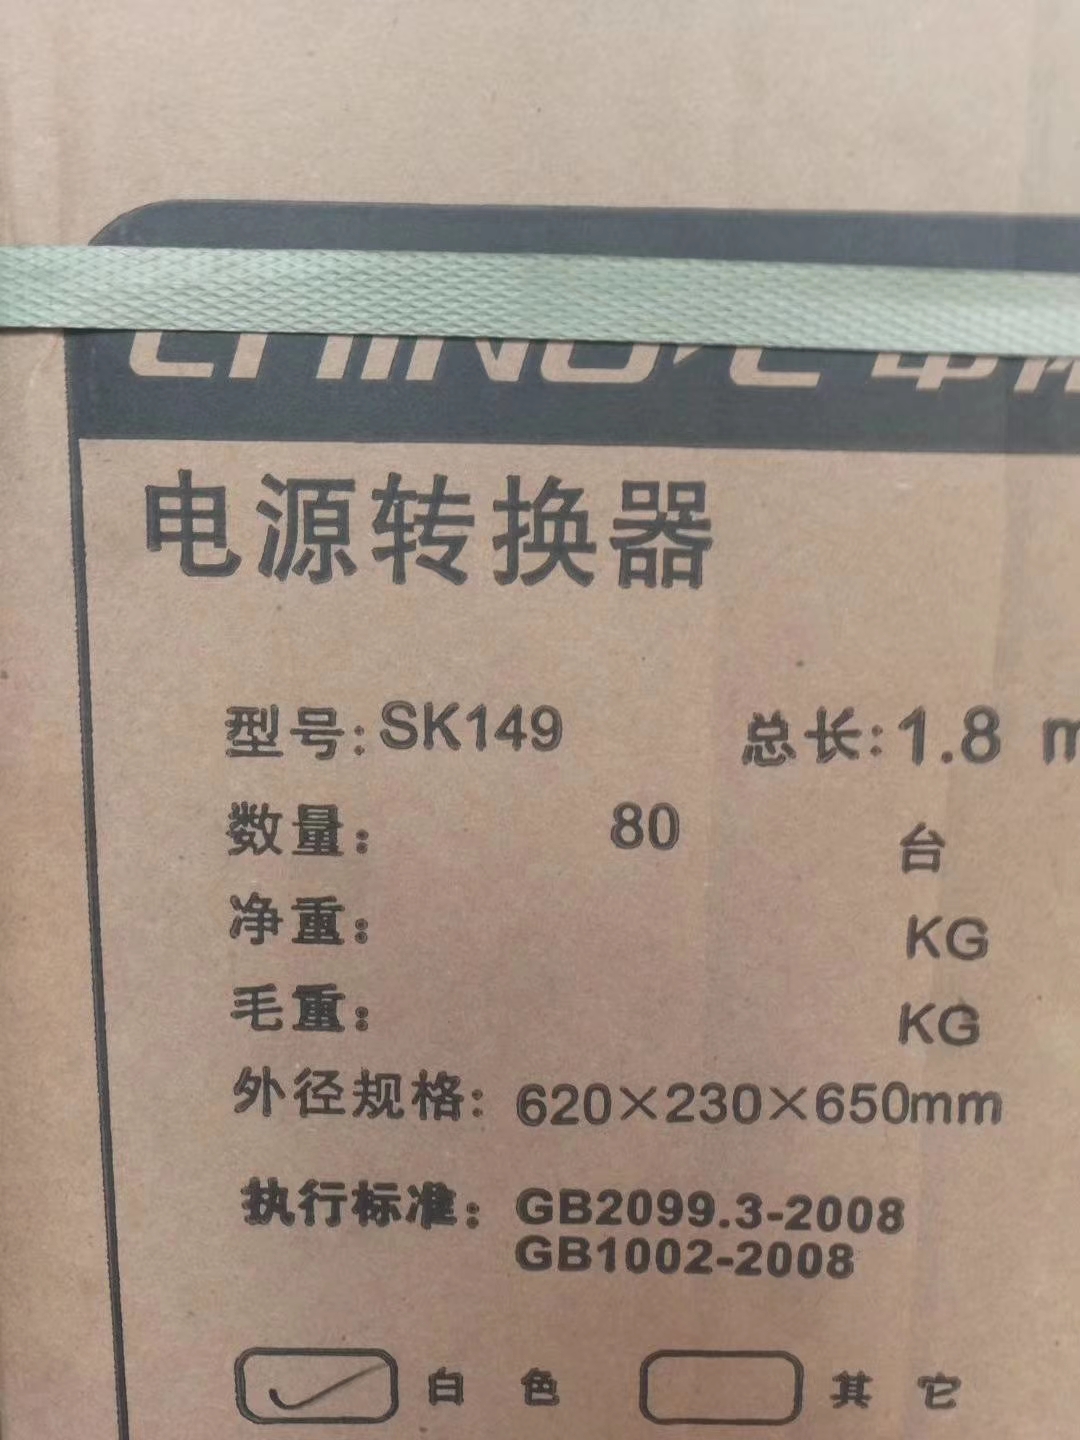 电源转换器
型号:SK149 总长:1.8 m
数量: 80 台
净重: KG
毛重: KG
外径规格: 620×230×650mm
执行标准: GB2099.3-2008
GB1002-2008
白色 其它